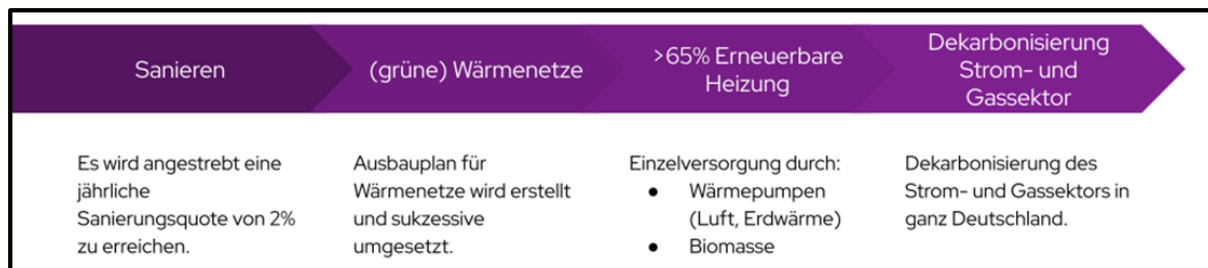 Sanieren
(grüne) Wärmenetze
>65% Erneuerbare
Heizung
Dekarbonisierung
Strom- und
Gassektor
Es wird angestrebt eine
jährliche
Sanierungsquote von 2%
zu erreichen.
Ausbauplan für
Wärmenetze wird erstellt
und sukzessive
umgesetzt.
Einzelversorgung durch:
● Wärmepumpen
(Luft, Erdwärme)
● Biomasse
Dekarbonisierung des
Strom- und Gassektors in
ganz Deutschland.